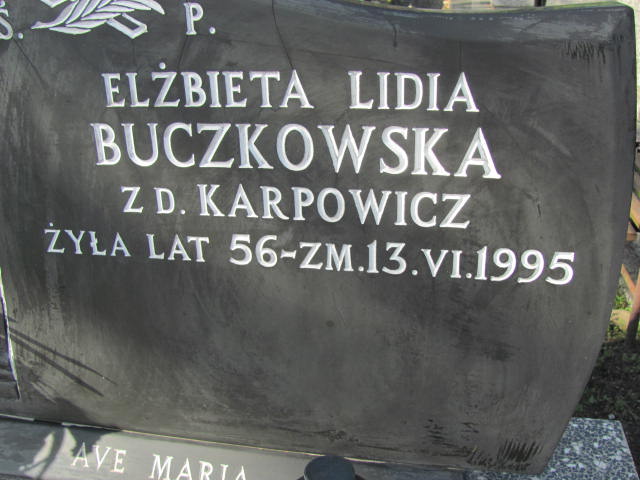 Ś. P.
ELŻBIETA LIDIA
BUCZKOWSKA
Z D. KARPOWICZ
ŻYŁA LAT 56-ZM.13.VI.1995
AVE MARIA